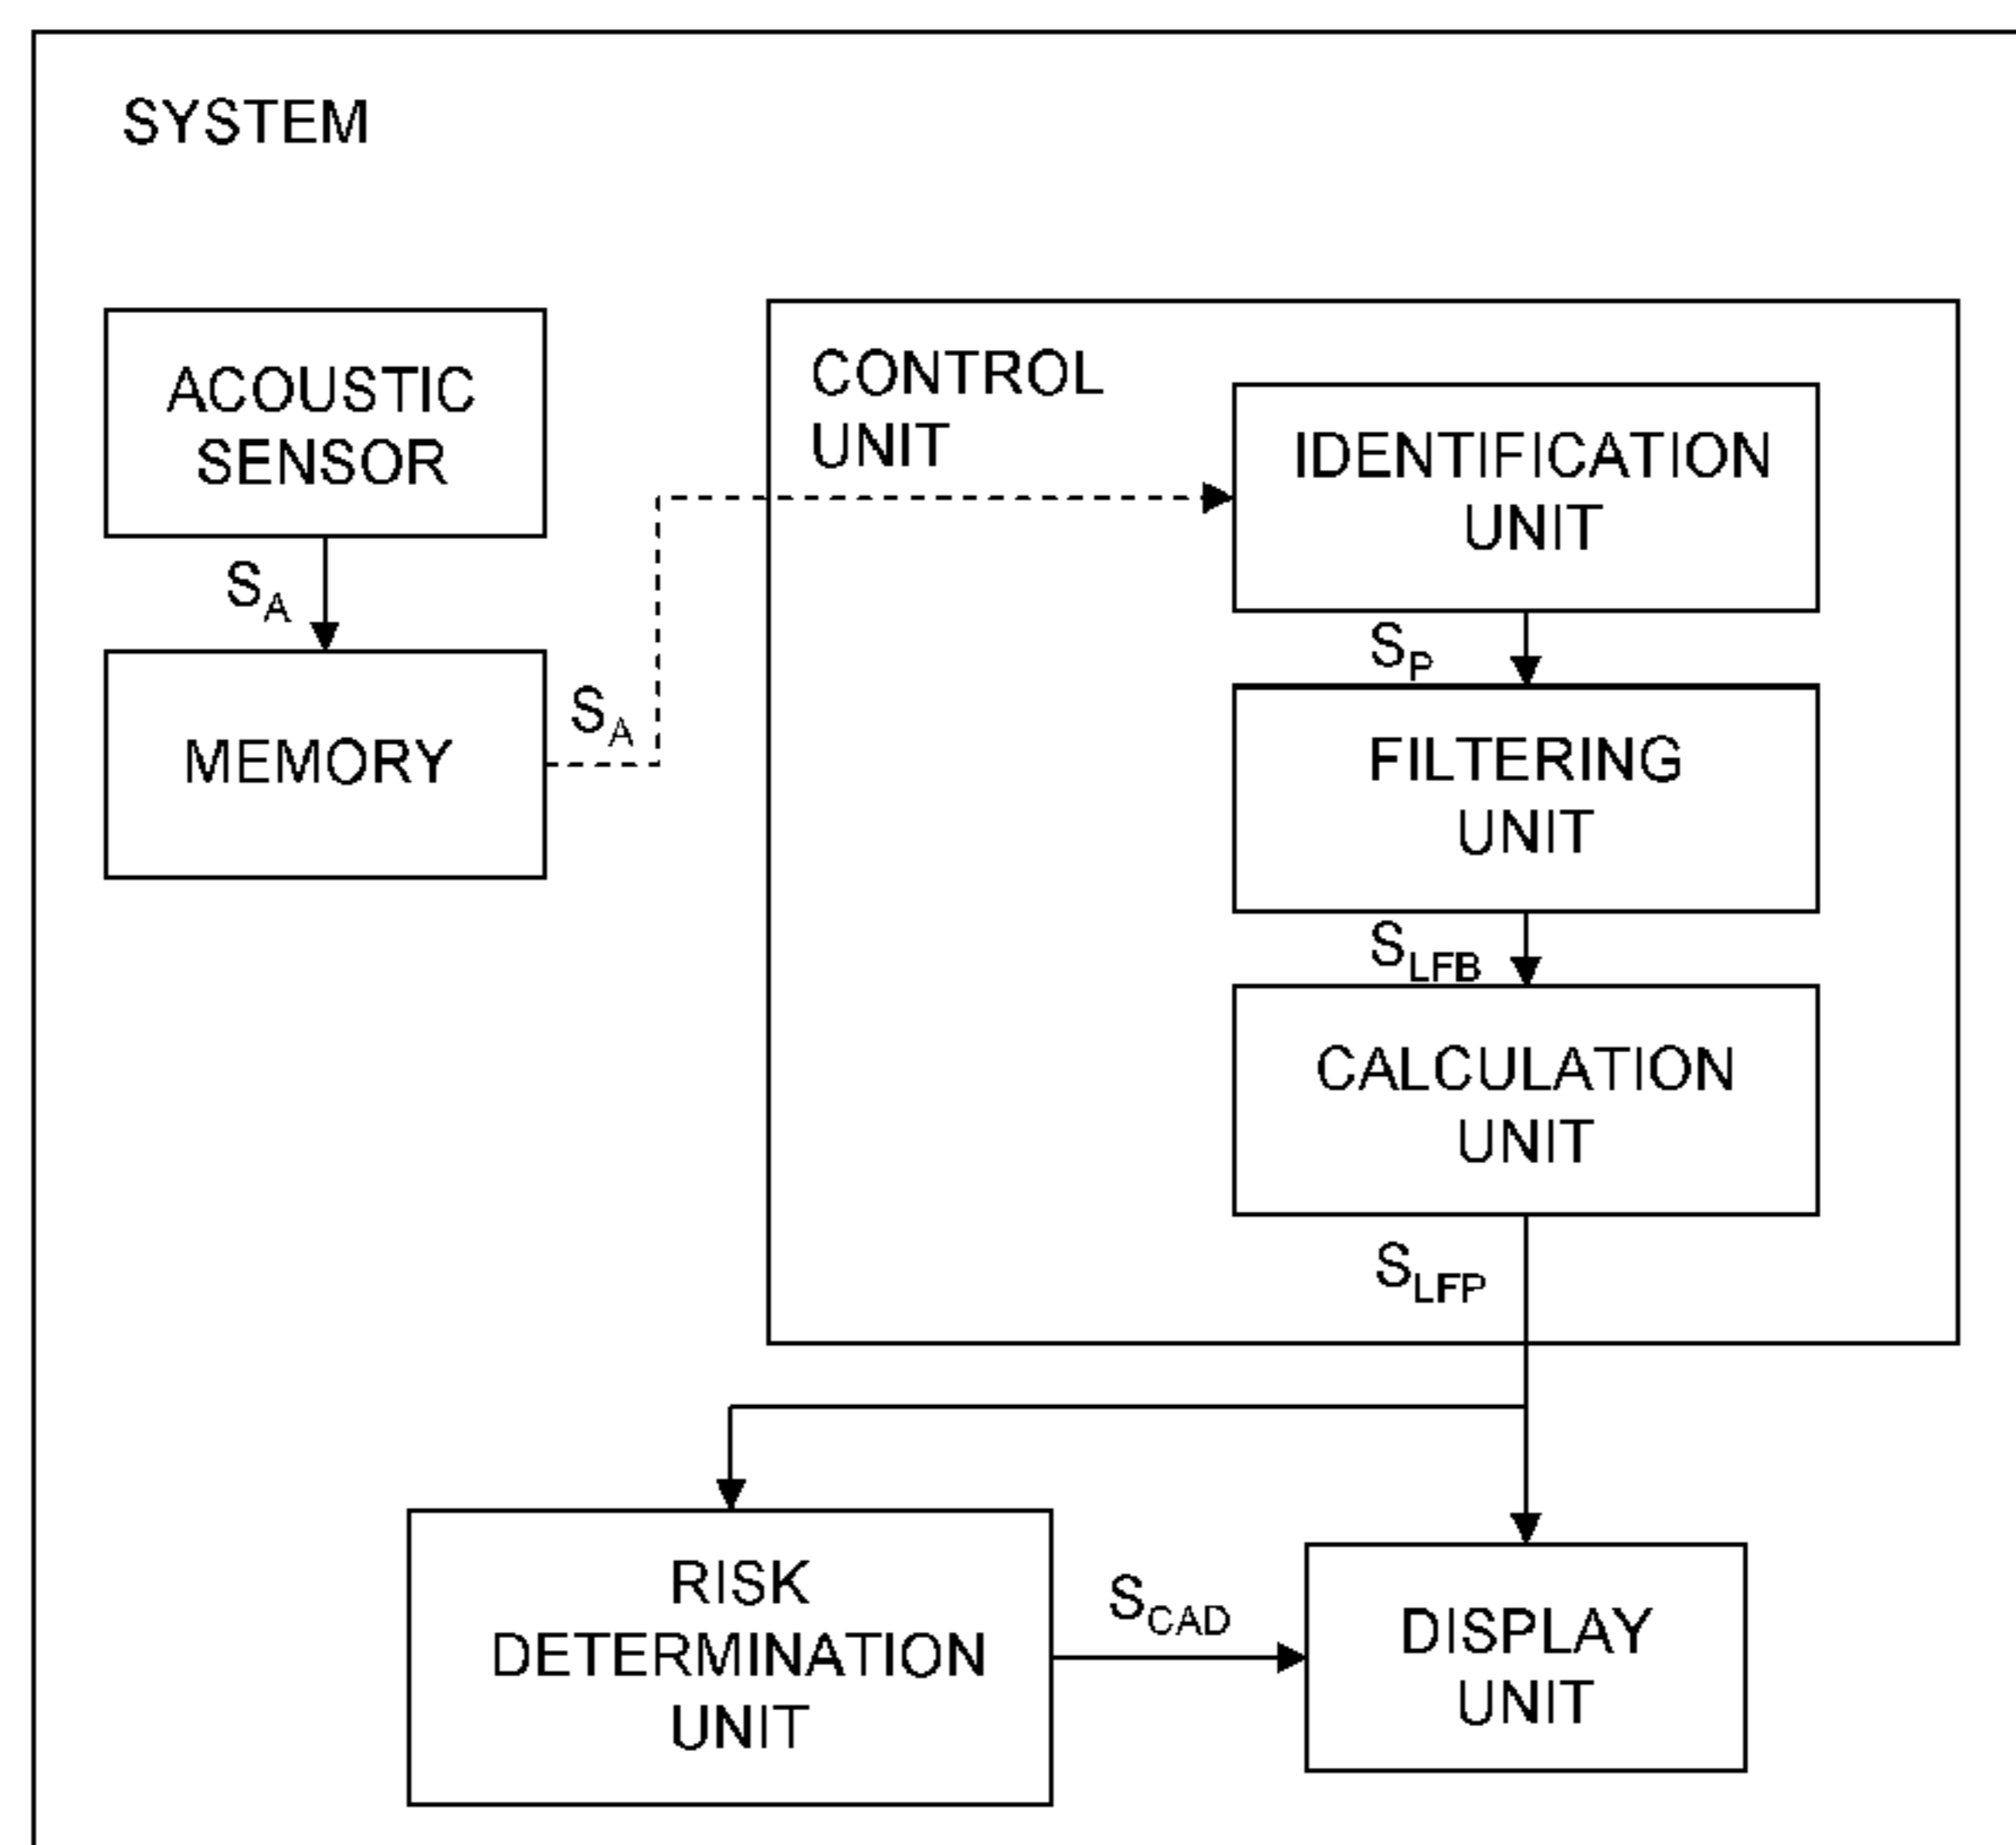 SYSTEM
ACOUSTIC
SENSOR
S_A
MEMORY
S_A
CONTROL
UNIT
IDENTIFICATION
UNIT
S_P
FILTERING
UNIT
S_LFB
CALCULATION
UNIT
S_LFP
RISK
DETERMINATION
UNIT
S_CAD
DISPLAY
UNIT